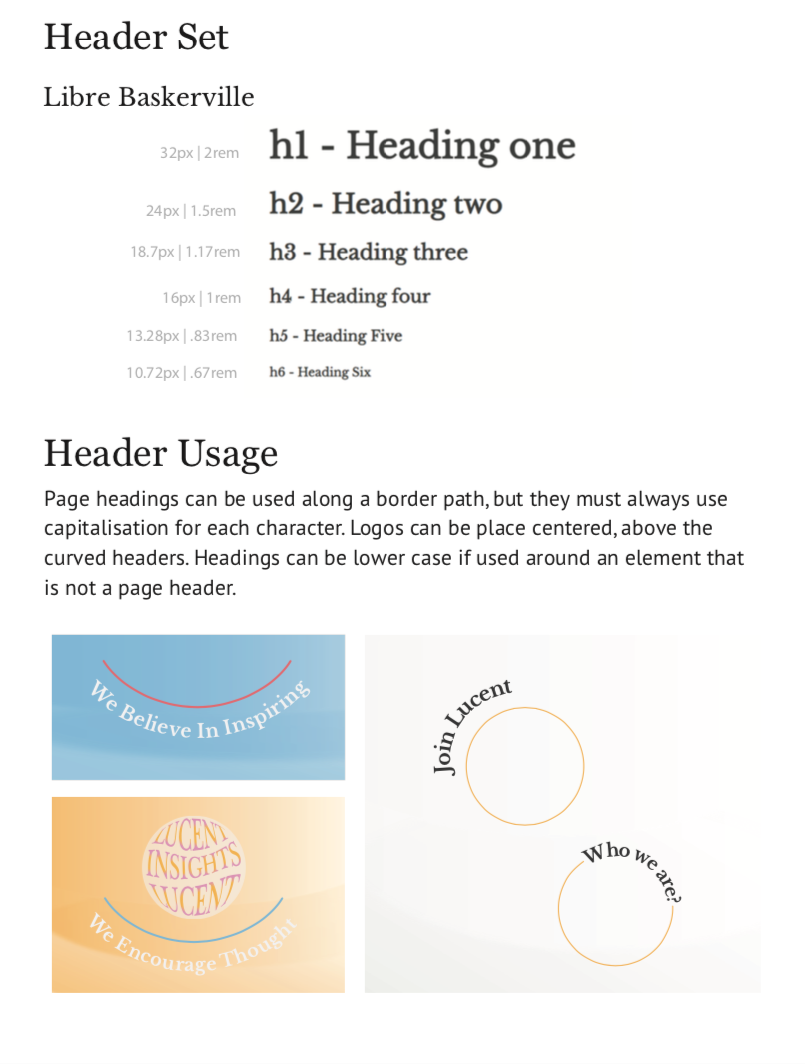 Header Set
Libre Baskerville
32px | 2rem h1 - Heading one
24px | 1.5rem h2 - Heading two
18.7px | 1.17rem h3 - Heading three
16px | 1rem h4 - Heading four
13.28px | .83rem h5 - Heading Five
10.72px | .67rem h6 - Heading Six
Header Usage
Page headings can be used along a border path, but they must always use
capitalisation for each character. Logos can be place centered, above the
curved headers. Headings can be lower case if used around an element that
is not a page header.
We Believe In Inspiring
LUCENT
INSIGHTS
LUCENT
We Encourage Thought
Join Lucent
Who we are?